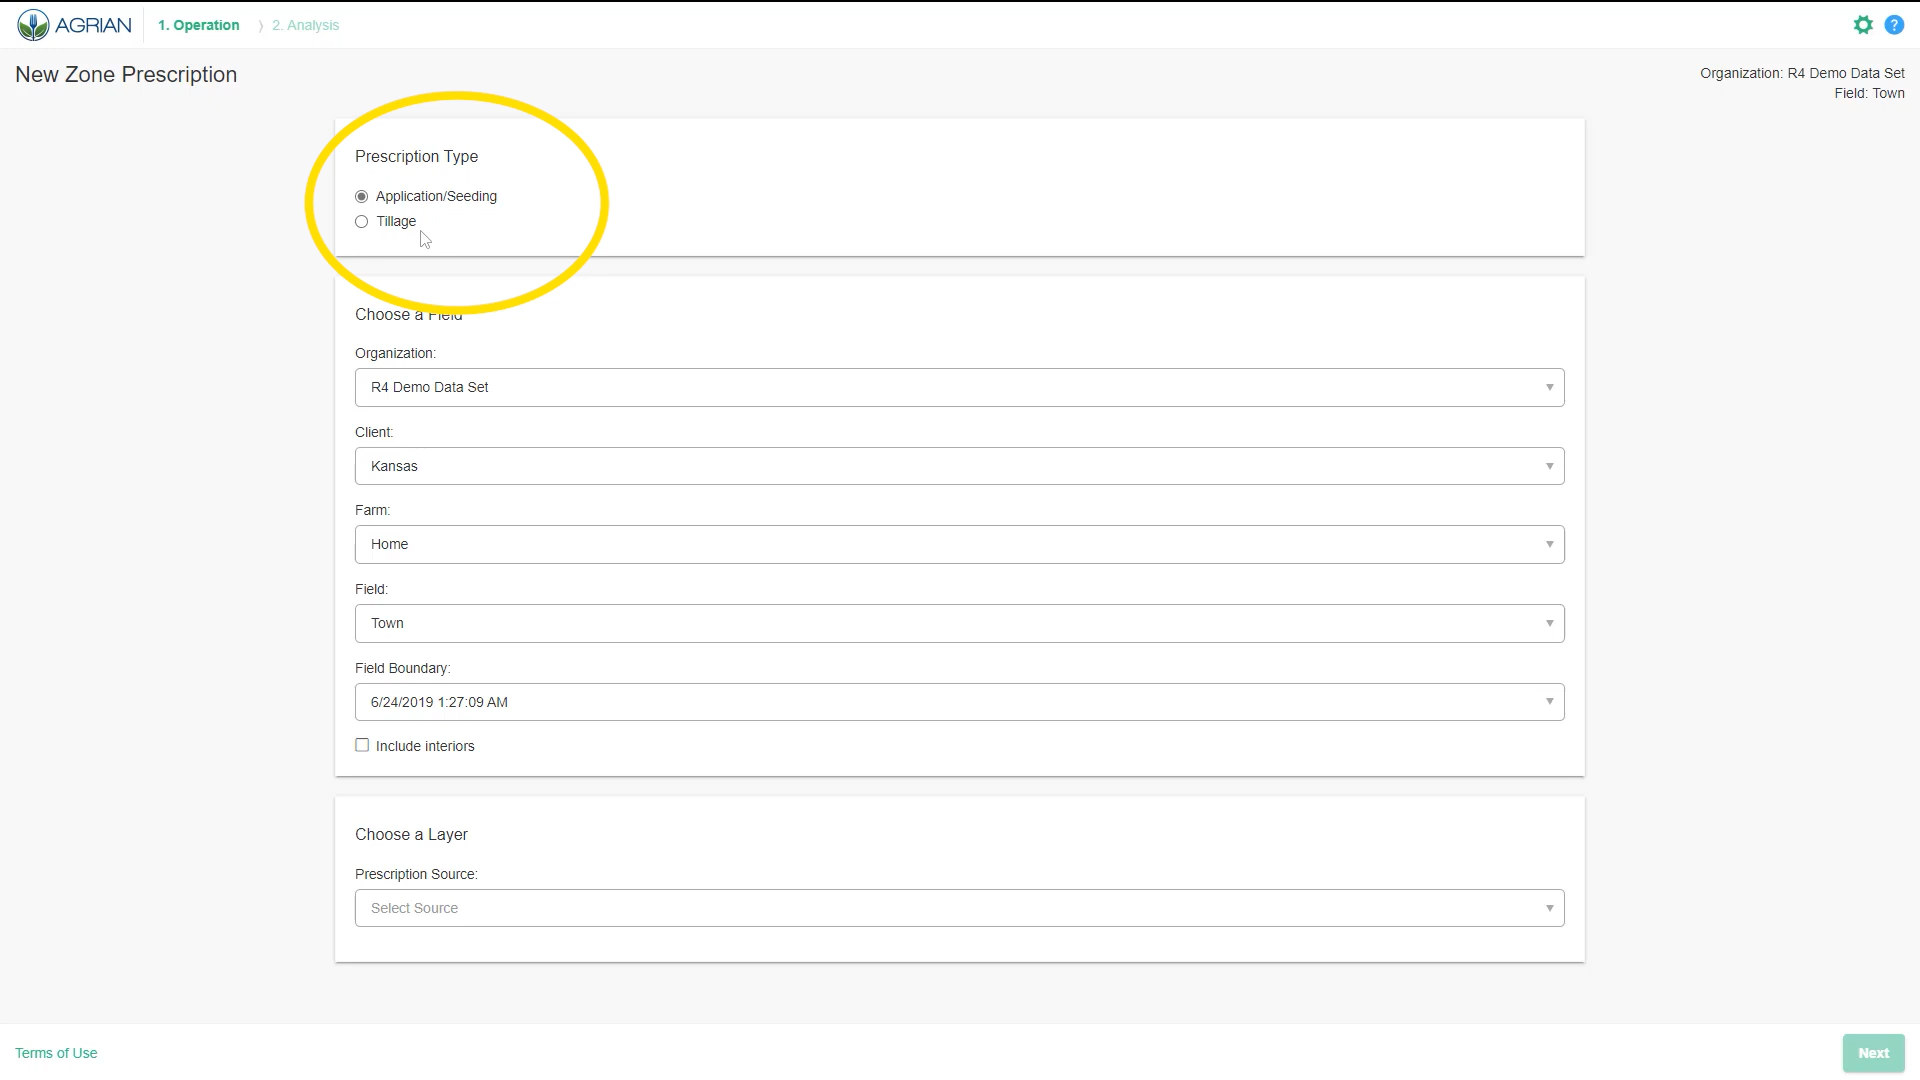 AGRIAN
1. Operation
2. Analysis
?
New Zone Prescription
Organization: R4 Demo Data Set
Field: Town
Prescription Type
Application/Seeding
Tillage
Choose a Field
Organization:
R4 Demo Data Set
Client:
Kansas
Farm:
Home
Field:
Town
Field Boundary:
6/24/2019 1:27:09 AM
Include interiors
Choose a Layer
Prescription Source:
Select Source
Terms of Use
Next